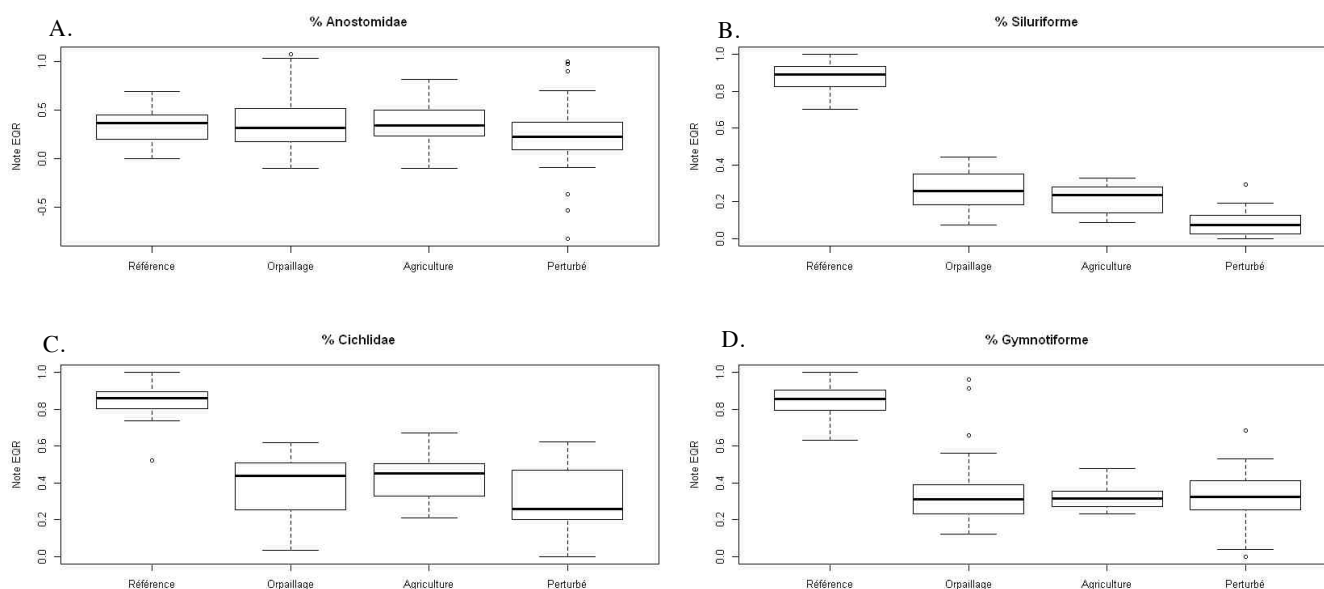 A.
% Anostomidae
Note EQR
1.0
0.5
0.0
-0.5
Référence
Orpaillage
Agriculture
Perturbé
B.
% Siluriforme
Note EQR
1.0
0.8
0.6
0.4
0.2
0.0
Référence
Orpaillage
Agriculture
Perturbé
C.
% Cichlidae
Note EQR
1.0
0.8
0.6
0.4
0.2
0.0
Référence
Orpaillage
Agriculture
Perturbé
D.
% Gymnotiforme
Note EQR
1.0
0.8
0.6
0.4
0.2
0.0
Référence
Orpaillage
Agriculture
Perturbé